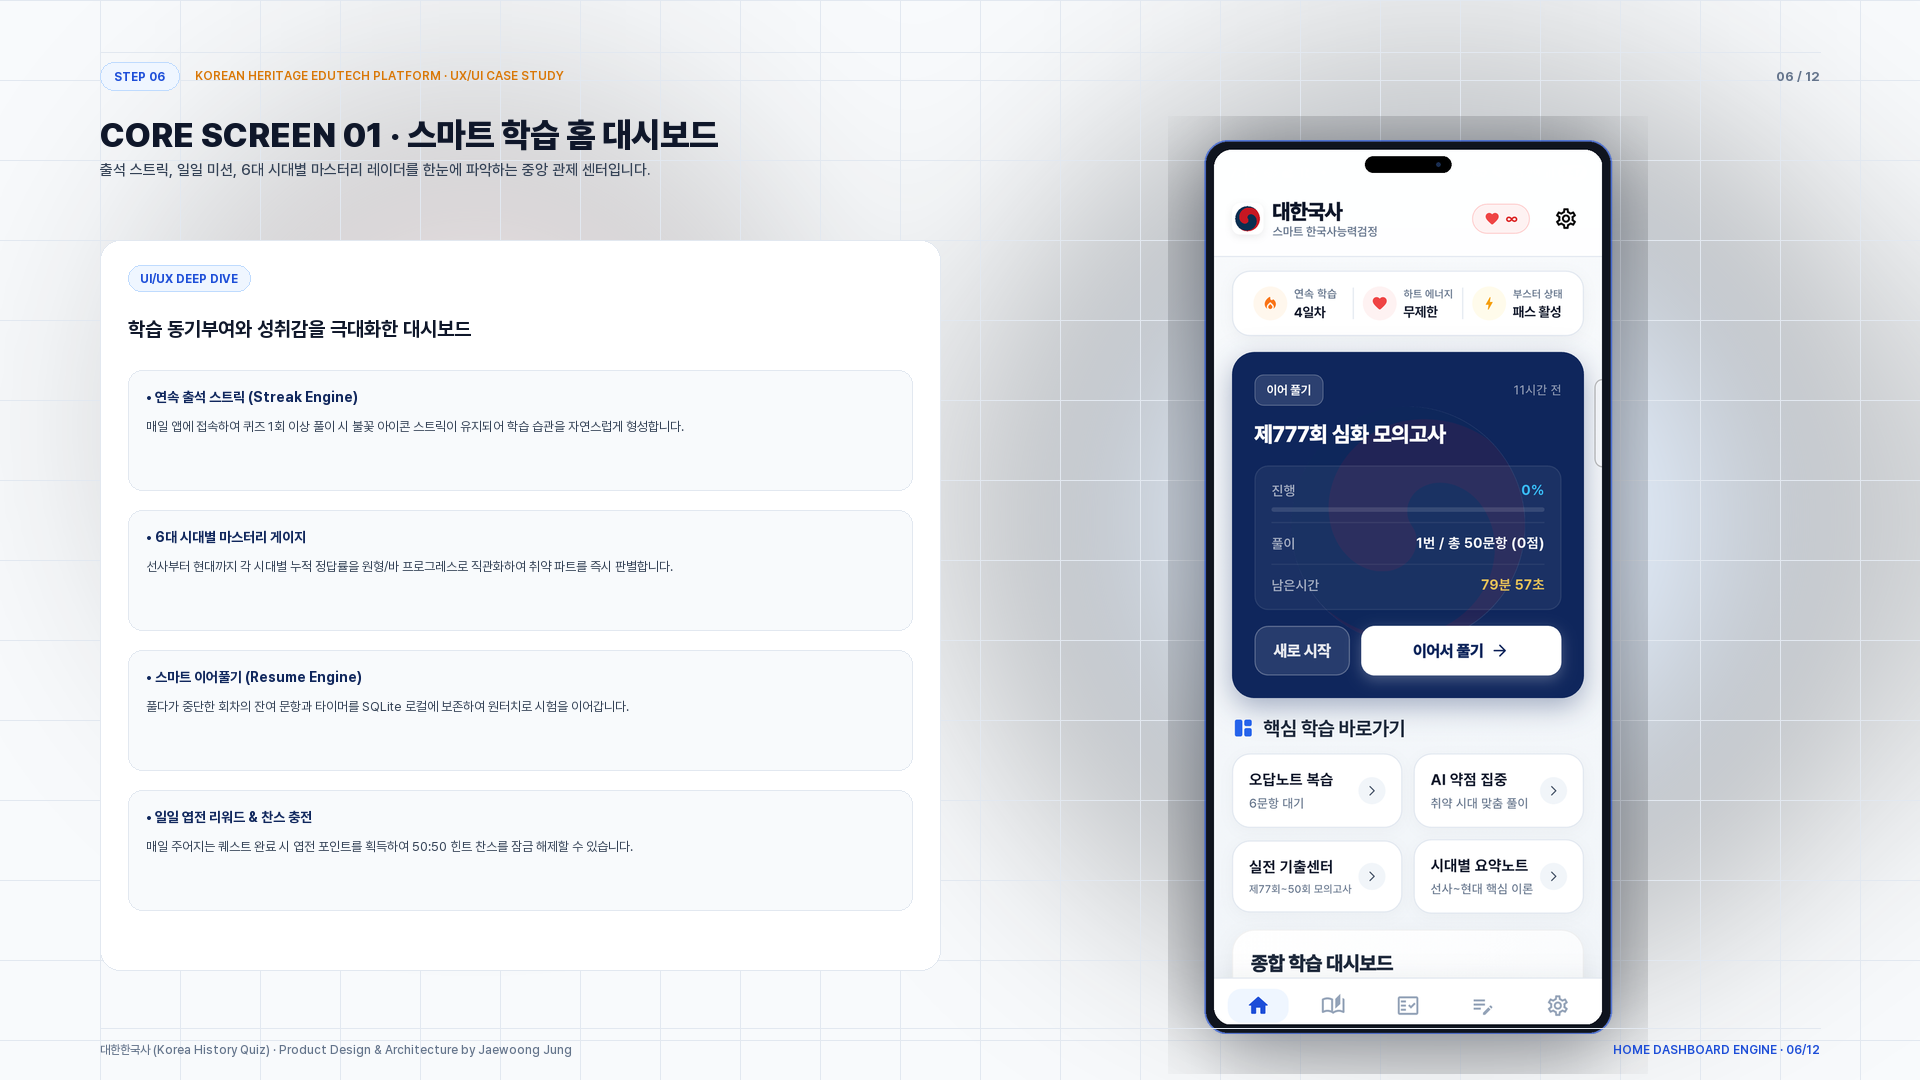 STEP 06
KOREAN HERITAGE EDUTECH PLATFORM · UX/UI CASE STUDY
06 / 12
CORE SCREEN 01 · 스마트 학습 홈 대시보드
출석 스트릭, 일일 미션, 6대 시대별 마스터리 레이더를 한눈에 파악하는 중앙 관제 센터입니다.
UI/UX DEEP DIVE
학습 동기부여와 성취감을 극대화한 대시보드
• 연속 출석 스트릭 (Streak Engine)
매일 앱에 접속하여 퀴즈 1회 이상 풀이 시 불꽃 아이콘 스트릭이 유지되어 학습 습관을 자연스럽게 형성합니다.
• 6대 시대별 마스터리 게이지
선사부터 현대까지 각 시대별 누적 정답률을 원형/바 프로그레스로 직관화하여 취약 파트를 즉시 판별합니다.
• 스마트 이어풀기 (Resume Engine)
풀다가 중단한 회차의 잔여 문항과 타이머를 SQLite 로컬에 보존하여 원터치로 시험을 이어갑니다.
• 일일 엽전 리워드 & 찬스 충전
매일 주어지는 퀘스트 완료 시 엽전 포인트를 획득하여 50:50 힌트 찬스를 잠금 해제할 수 있습니다.
대한국사
스마트 한국사능력검정
∞
연속 학습
4일차
하트 에너지
무제한
부스터 상태
패스 활성
이어 풀기
11시간 전
제777회 심화 모의고사
진행
0%
풀이
1번 / 총 50문항 (0점)
남은시간
79분 57초
새로 시작
이어서 풀기 →
핵심 학습 바로가기
오답노트 복습
6문항 대기
AI 약점 집중
취약 시대 맞춤 풀이
실전 기출센터
제77회~50회 모의고사
시대별 요약노트
선사~현대 핵심 이론
종합 학습 대시보드
대한한국사 (Korea History Quiz) · Product Design & Architecture by Jaewoong Jung
HOME DASHBOARD ENGINE · 06/12